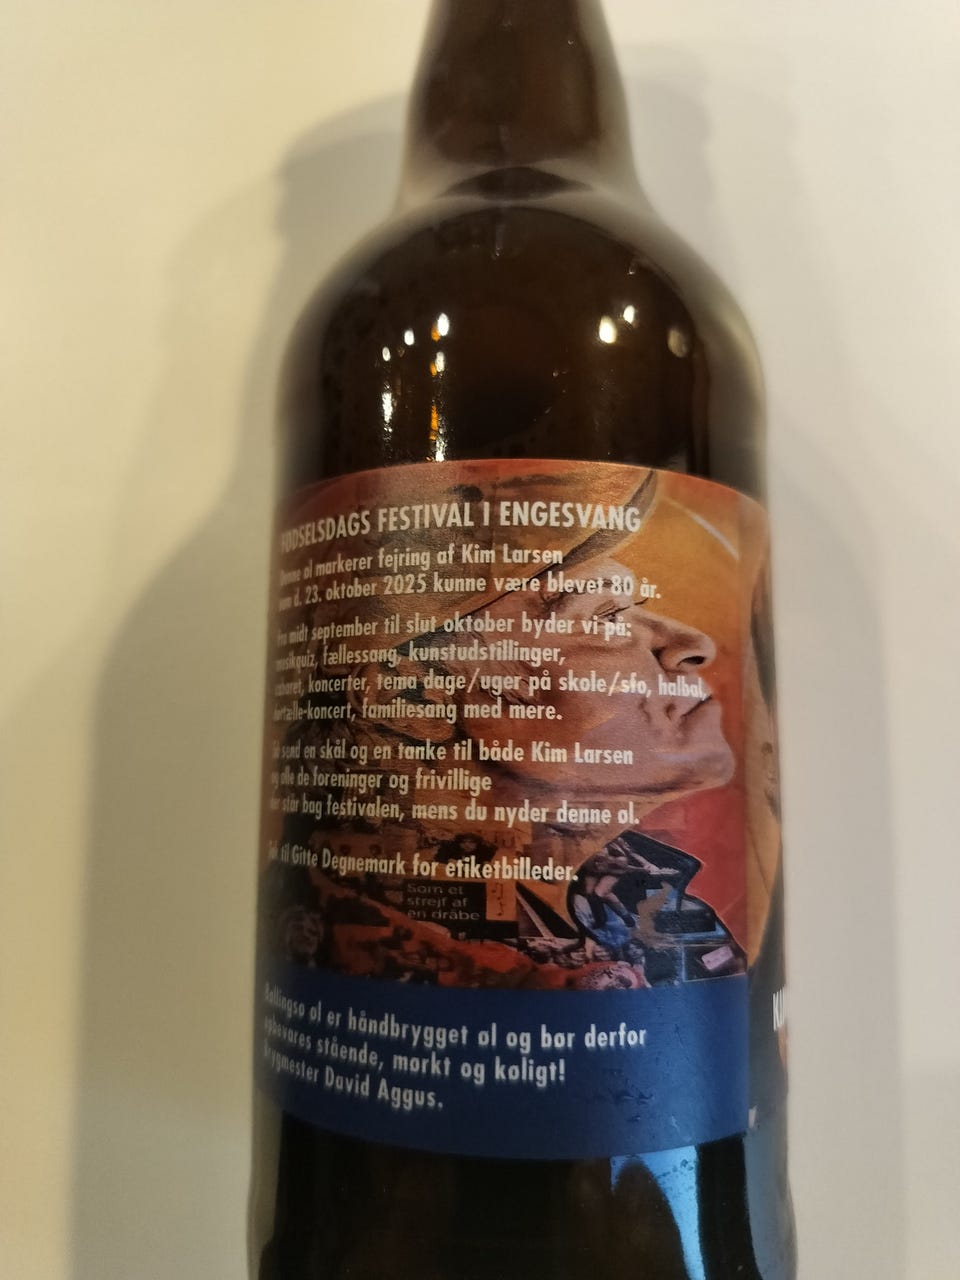 FØDSELSDAGS FESTIVAL I ENGESVANG
Denne øl markerer fejring af Kim Larsen
som d. 23. oktober 2025 kunne være blevet 80 år.
Fra midt september til slut oktober byder vi på:
musikquiz, fællessang, kunstudstillinger,
cabaret, koncerter, tema dage/uger på skole/sfo, halbal,
fortælle-koncert, familiesang med mere.
send en skål og en tanke til både Kim Larsen
og alle de foreninger og frivillige
der står bag festivalen, mens du nyder denne øl.
Tak til Gitte Degnemark for etiketbilleder.
Som et
strejf af
en dråbe
Ballingsø øl er håndbrygget øl og bør derfor
opbevares stående, mørkt og køligt!
Brygmester David Aggus.